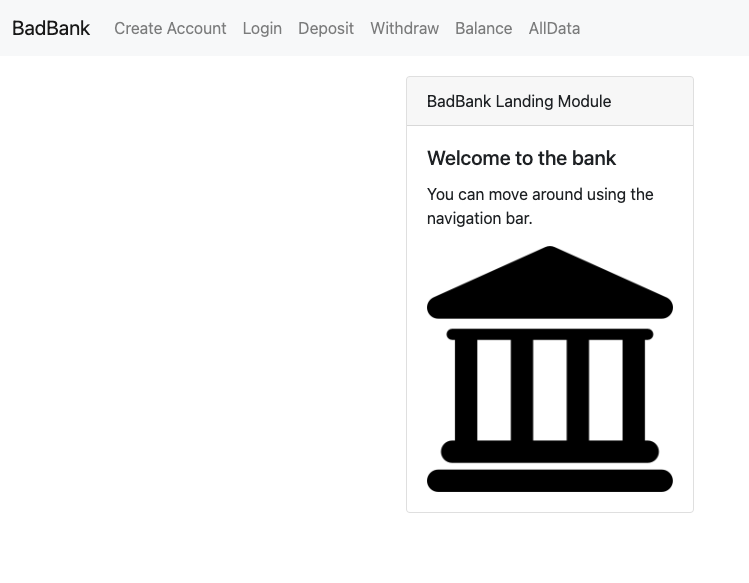 BadBank Create Account Login Deposit Withdraw Balance AllData
BadBank Landing Module
Welcome to the bank
You can move around using the
navigation bar.